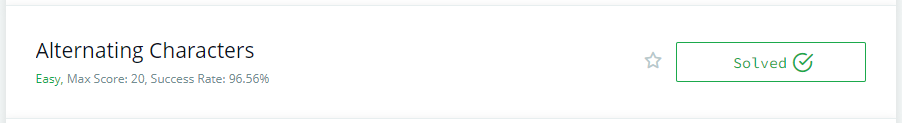 Alternating Characters
Solved
Easy, Max Score: 20, Success Rate: 96.56%